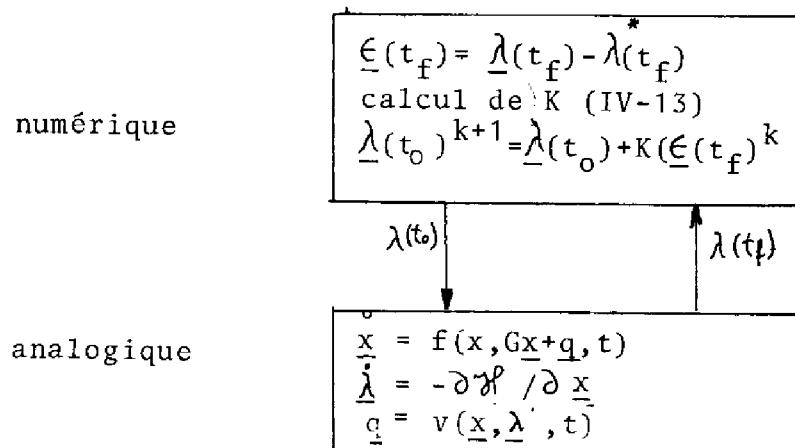 ϵ(t_f) = λ(t_f) - λ*(t_f)
calcul de K (IV-13)
numérique
λ(t_o)^{k+1} = λ(t_o) + K(ϵ(t_f)^k
λ(t_o)
λ(t_f)
analogique
ẋ = f(x, Gx+q, t)
λ̇ = -∂ℋ /∂ x
q = v(x, λ, t)